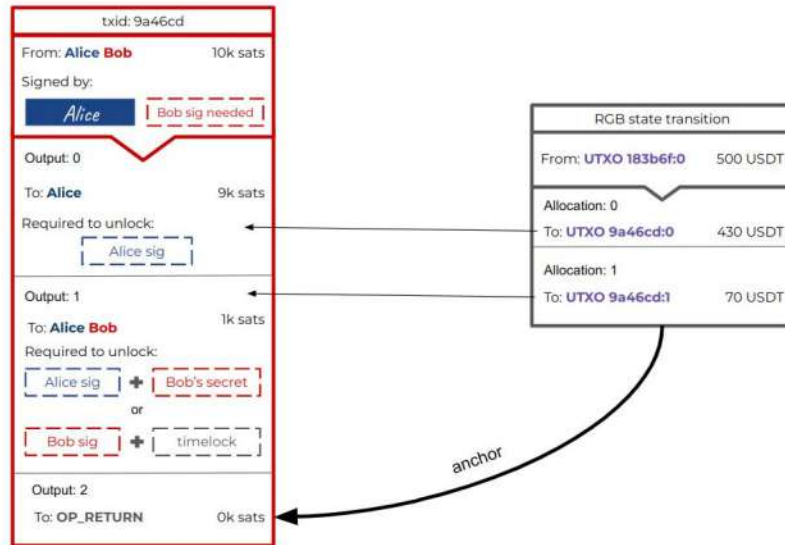 txid: 9a46cd
From: Alice Bob 10k sats
Signed by:
Alice Bob sig needed
Output: 0
To: Alice 9k sats
Required to unlock:
Alice sig
Output: 1
To: Alice Bob 1k sats
Required to unlock:
Alice sig + Bob's secret
or
Bob sig + timelock
Output: 2
To: OP_RETURN 0k sats
RGB state transition
From: UTXO 183b6f:0 500 USDT
Allocation: 0
To: UTXO 9a46cd:0 430 USDT
Allocation: 1
To: UTXO 9a46cd:1 70 USDT
anchor